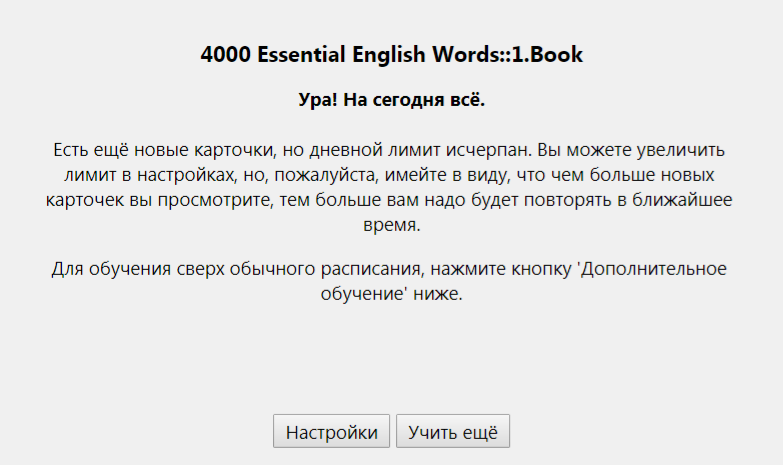 4000 Essential English Words::1.Book
Ура! На сегодня всё.
Есть ещё новые карточки, но дневной лимит исчерпан. Вы можете увеличить
лимит в настройках, но, пожалуйста, имейте в виду, что чем больше новых
карточек вы просмотрите, тем больше вам надо будет повторять в ближайшее
время.
Для обучения сверх обычного расписания, нажмите кнопку 'Дополнительное
обучение' ниже.
Настройки Учить ещё